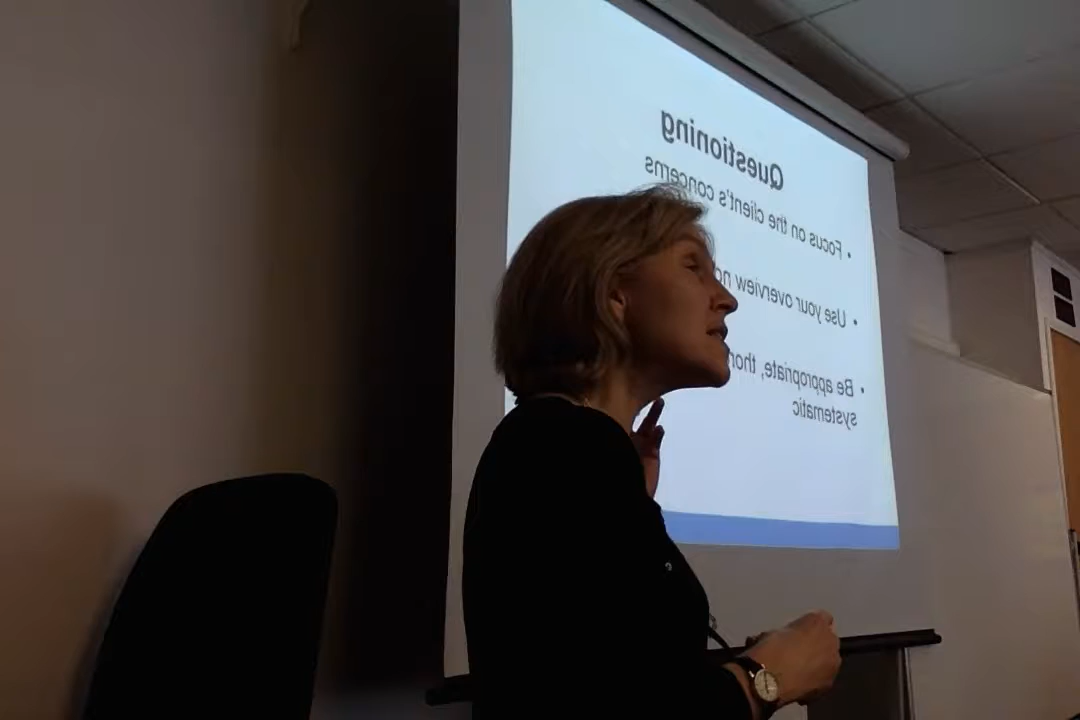 Questioning
• Focus on the client's concerns
• Use your overview
• Be appropriate,
systematic